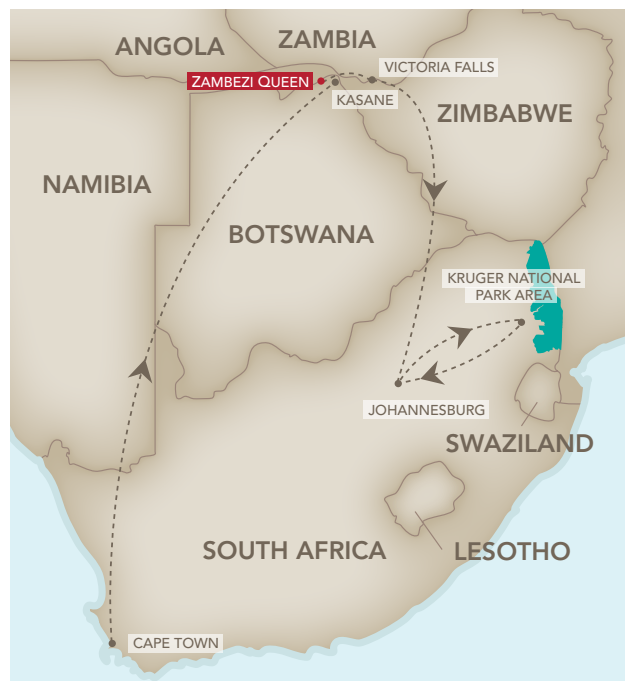 ZAMBIA
ANGOLA
VICTORIA FALLS
ZAMBEZI QUEEN
KASANE
ZIMBABWE
NAMIBIA
BOTSWANA
KRUGER NATIONAL
PARK AREA
JOHANNESBURG
SWAZILAND
SOUTH AFRICA
LESOTHO
CAPE TOWN